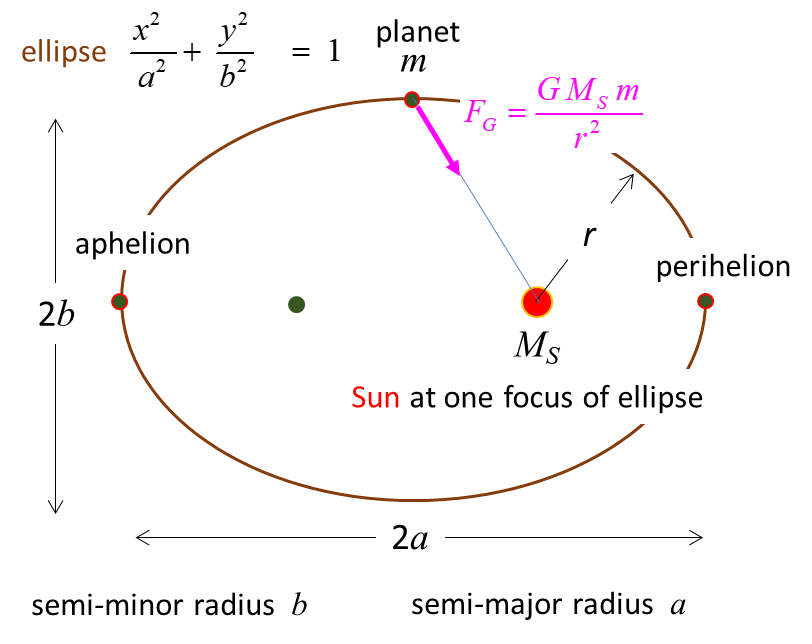 ellipse x²/a² + y²/b² = 1
planet
m
F_G = G M_S m / r²
aphelion
r
perihelion
2b
M_S
Sun at one focus of ellipse
2a
semi-minor radius b
semi-major radius a